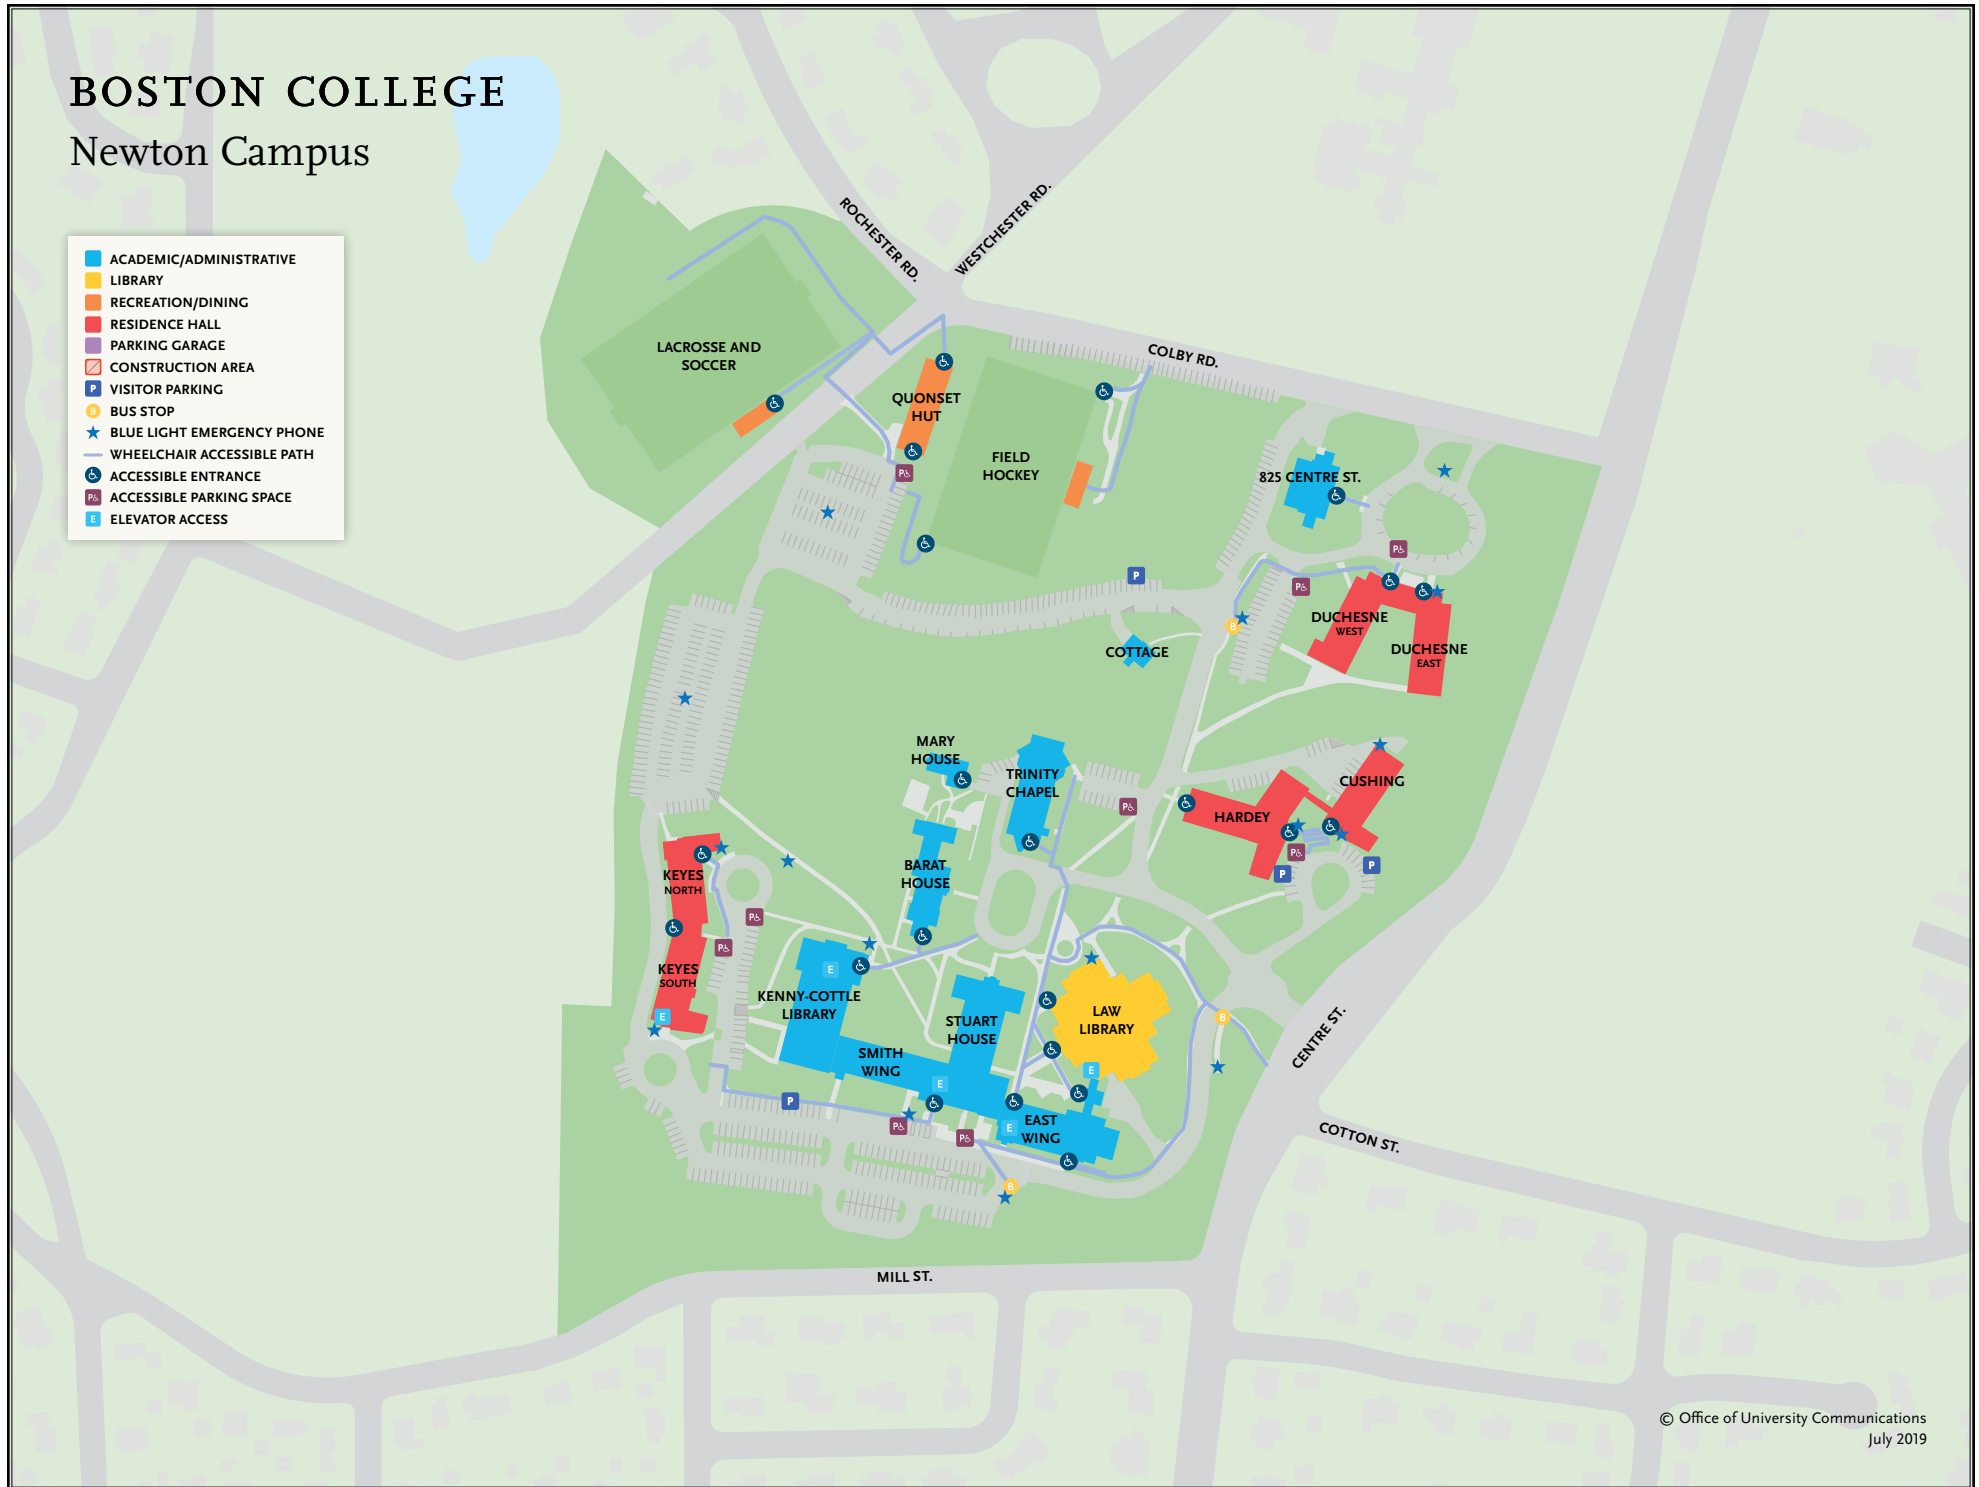 BOSTON COLLEGE
Newton Campus
ACADEMIC/ADMINISTRATIVE
LIBRARY
RECREATION/DINING
RESIDENCE HALL
PARKING GARAGE
CONSTRUCTION AREA
P VISITOR PARKING
B BUS STOP
BLUE LIGHT EMERGENCY PHONE
WHEELCHAIR ACCESSIBLE PATH
ACCESSIBLE ENTRANCE
P ACCESSIBLE PARKING SPACE
E ELEVATOR ACCESS
ROCHESTER RD.
WESTCHESTER RD.
COLBY RD.
LACROSSE AND
SOCCER
QUONSET
HUT
P
FIELD
HOCKEY
825 CENTRE ST.
P
P
P
B
DUCHESNE
WEST
DUCHESNE
EAST
COTTAGE
MARY
HOUSE
TRINITY
CHAPEL
P
CUSHING
HARDEY
P
P
P
BARAT
HOUSE
KEYES
NORTH
P
P
KEYES
SOUTH
E
E
KENNY-COTTLE
LIBRARY
STUART
HOUSE
LAW
LIBRARY
B
SMITH
WING
E
E
P
P
P
E
EAST
WING
B
CENTRE ST.
COTTON ST.
MILL ST.
© Office of University Communications
July 2019